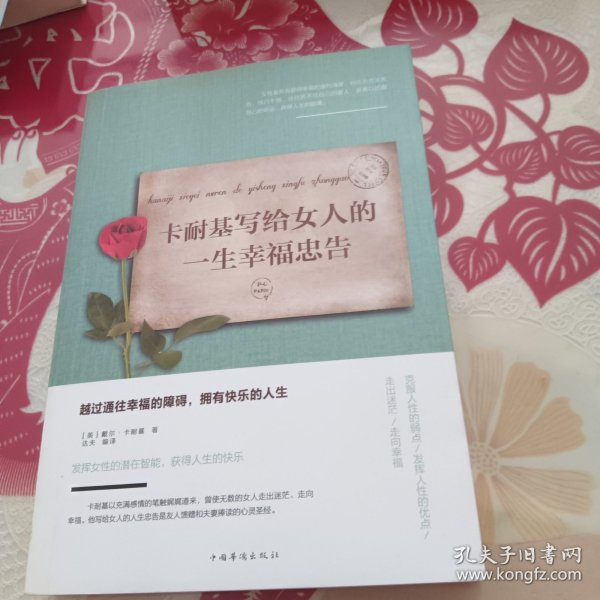 kanaiji xiegei nvren de yisheng xingfu zhonggao
卡耐基写给女人的
一生幸福忠告
越过通往幸福的障碍，拥有快乐的人生
［美］戴尔·卡耐基 著
达夫 编译
克服人性的弱点/发挥人性的优点/
走出迷茫/走向幸福
发挥女性的潜在智能，获得人生的快乐
卡耐基以充满感情的笔触娓娓道来，曾使无数的女人走出迷茫、走向
幸福。他写给女人的人生忠告是友人馈赠和夫妻捧读的心灵圣经。
中国华侨出版社
孔夫子旧书网
www.kongfz.com